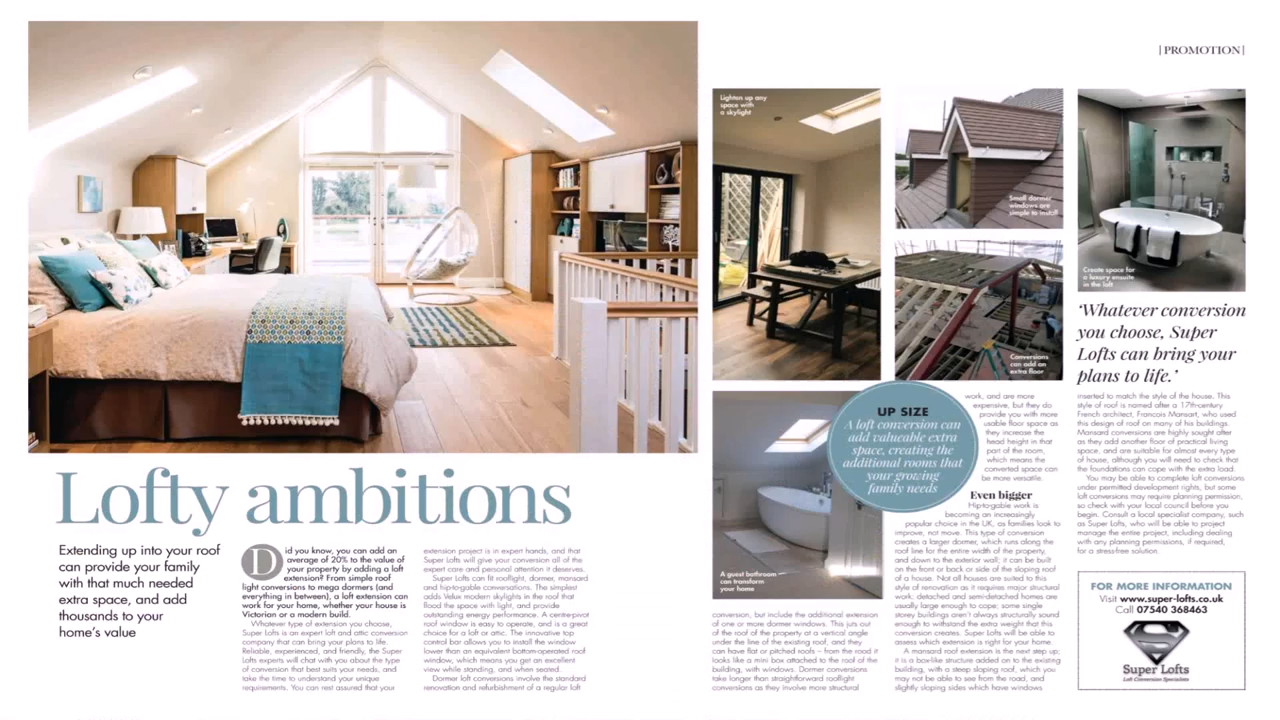 | PROMOTION |
Lighten up any
space with
a skylight
Small dormer
windows are
simple to install
Conversions
can add an
extra floor
Create space for
a luxury ensuite
in the loft
'Whatever conversion
you choose, Super
Lofts can bring your
plans to life.'
Lofty ambitions
Extending up into your roof
can provide your family
with that much needed
extra space, and add
thousands to your
home's value
Did you know, you can add an
average of 20% to the value of
your property by adding a loft
extension? From simple roof
light conversions to mega dormers (and
everything in between), a loft extension can
work for your home, whether your house is
Victorian or a modern build.
Whatever type of extension you choose,
Super Lofts is an expert loft and attic conversion
company that can bring your plans to life.
Reliable, experienced, and friendly, the Super
Lofts experts will chat with you about the type
of conversion that best suits your needs, and
take the time to understand your unique
requirements. You can rest assured that your
extension project is in expert hands, and that
Super Lofts will give your conversion all of the
expert care and personal attention it deserves.
Super Lofts can fit rooflight, dormer, mansard
and hip-to-gable conversations. The simplest
adds Velux modern skylights in the roof that
flood the space with light, and provide
outstanding energy performance. A centre-pivot
roof window is easy to operate, and is a great
choice for a loft or attic. The innovative top
control bar allows you to install the window
lower than an equivalent bottom-operated roof
window, which means you get an excellent
view while standing, and when seated.
Dormer loft conversions involve the standard
renovation and refurbishment of a regular loft
A guest bathroom
can transform
your home
conversion, but include the additional extension
of one or more dormer windows. This juts out
of the roof of the property at a vertical angle
under the line of the existing roof, and they
can have flat or pitched roofs – from the road it
looks like a mini box attached to the roof of the
building, with windows. Dormer conversions
take longer than straightforward rooflight
conversions as they involve more structural
UP SIZE
A loft conversion can
add valueable extra
space, creating the
additional rooms that
your growing
family needs
work, and are more
expensive, but they do
provide you with more
usable floor space as
they increase the
head height in that
part of the room,
which means the
converted space can
be more versatile.
Even bigger
Hip-to-gable work is
becoming an increasingly
popular choice in the UK, as families look to
improve, not move. This type of conversion
creates a larger dormer, which runs along the
roof line for the entire width of the property,
and down to the exterior wall; it can be built
on the front or back or side of the sloping roof
of a house. Not all houses are suited to this
style of renovation as it requires major structural
work; detached and semi-detached homes are
usually large enough to cope; some single
storey buildings aren't always structurally sound
enough to withstand the extra weight that this
conversion creates. Super Lofts will be able to
assess which extension is right for your home.
A mansard roof extension is the next step up;
it is a box-like structure added on to the existing
building, with a steep sloping roof, which you
may not be able to see from the road, and
slightly sloping sides which have windows
inserted to match the style of the house. This
style of roof is named after a 17th-century
French architect, Francois Mansart, who used
this design of roof on many of his buildings.
Mansard conversions are highly sought after
as they add another floor of practical living
space, and are suitable for almost every type
of house, although you will need to check that
the foundations can cope with the extra load.
You may be able to complete loft conversions
under permitted development rights, but some
loft conversions may require planning permission,
so check with your local council before you
begin. Consult a local specialist company, such
as Super Lofts, who will be able to project
manage the entire project, including dealing
with any planning permissions, if required,
for a stress-free solution.
FOR MORE INFORMATION
Visit www.super-lofts.co.uk
Call 07540 368463
Super Lofts
Loft Conversion Specialists